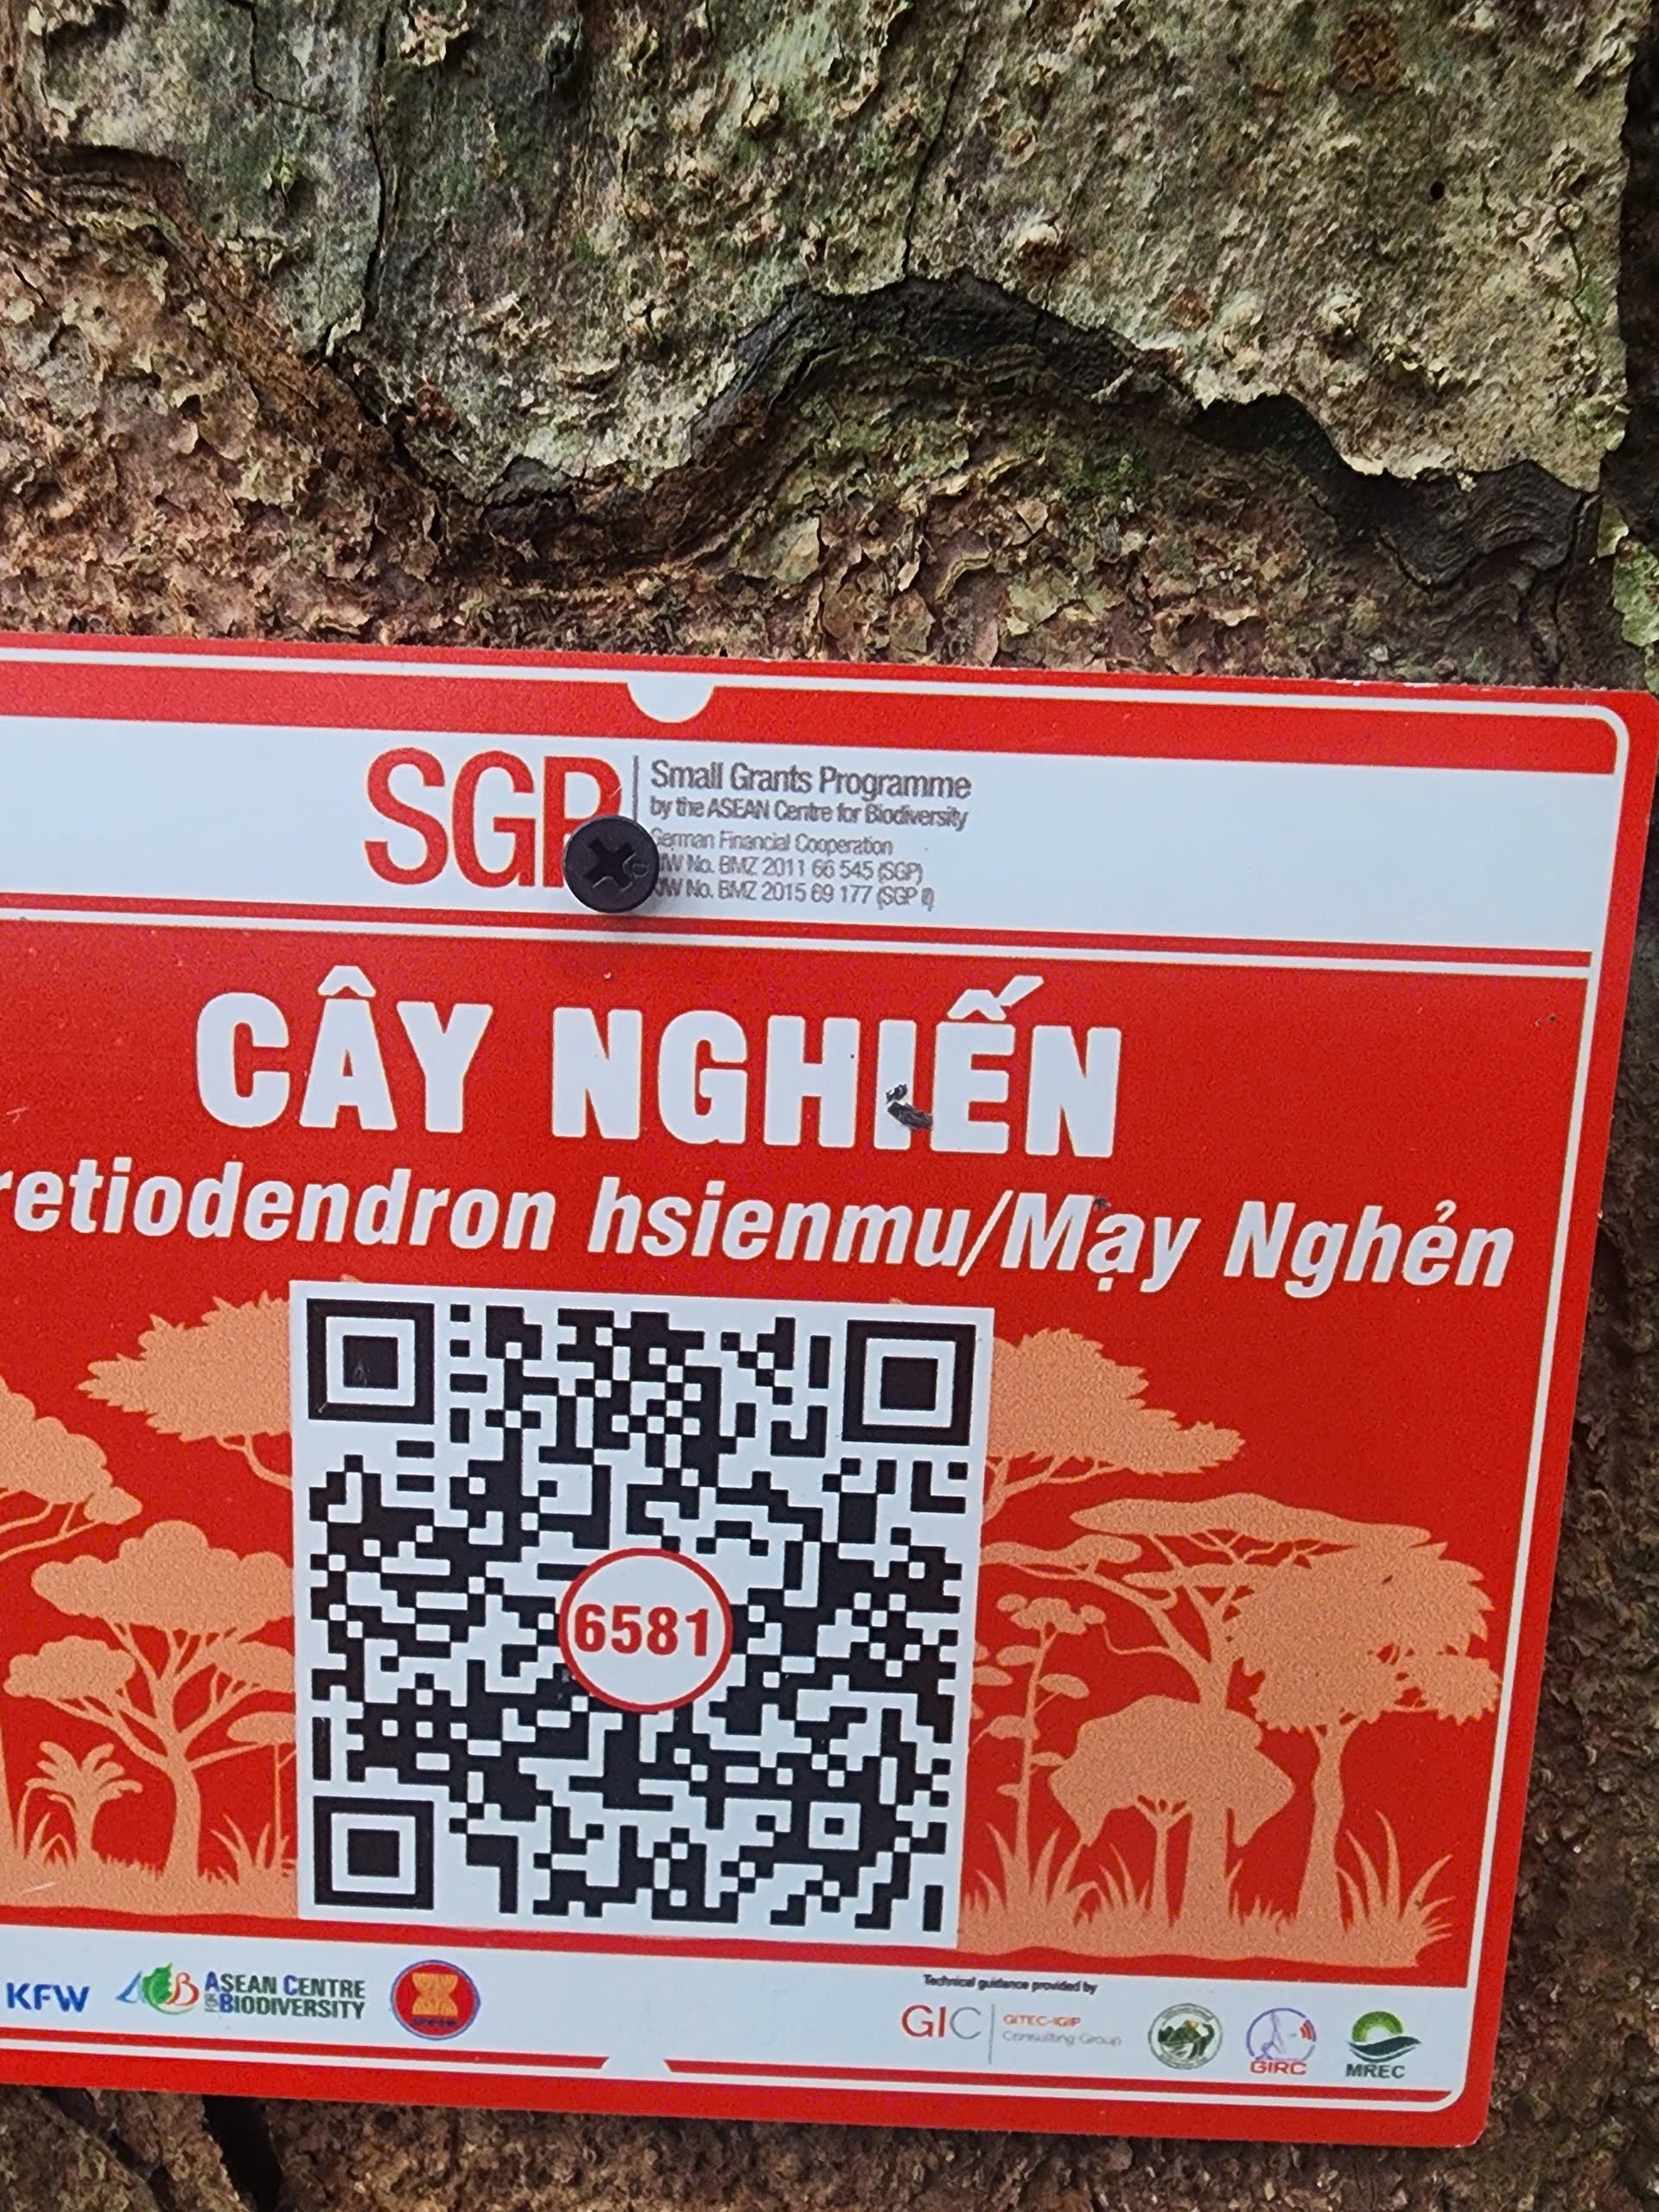 SGP
Small Grants Programme
by the ASEAN Centre for Biodiversity
German Financial Cooperation
No. BMZ 2011 66 545 (SGP)
No. BMZ 2015 69 177 (SGP II)
CÂY NGHIẾN
retiodendron hsienmu/Mạy Nghẻn
6581
KFW
ASEAN CENTRE
FOR BIODIVERSITY
Technical guidance provided by
GIC
GITEC-IGIP
Consulting Group
GIRC
MREC